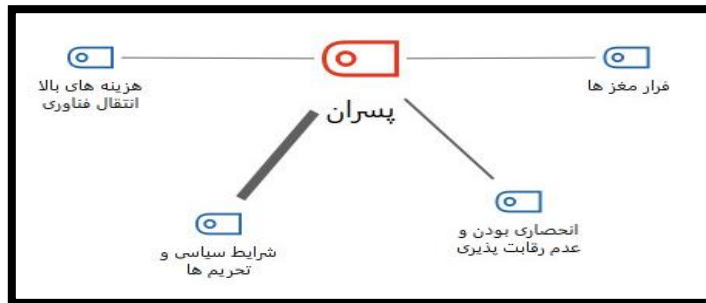 هزینه های بالا
انتقال فناوری
پسران
فرار مغز ها
شرایط سیاسی و
تحریم ها
انحصاری بودن و
عدم رقابت پذیری